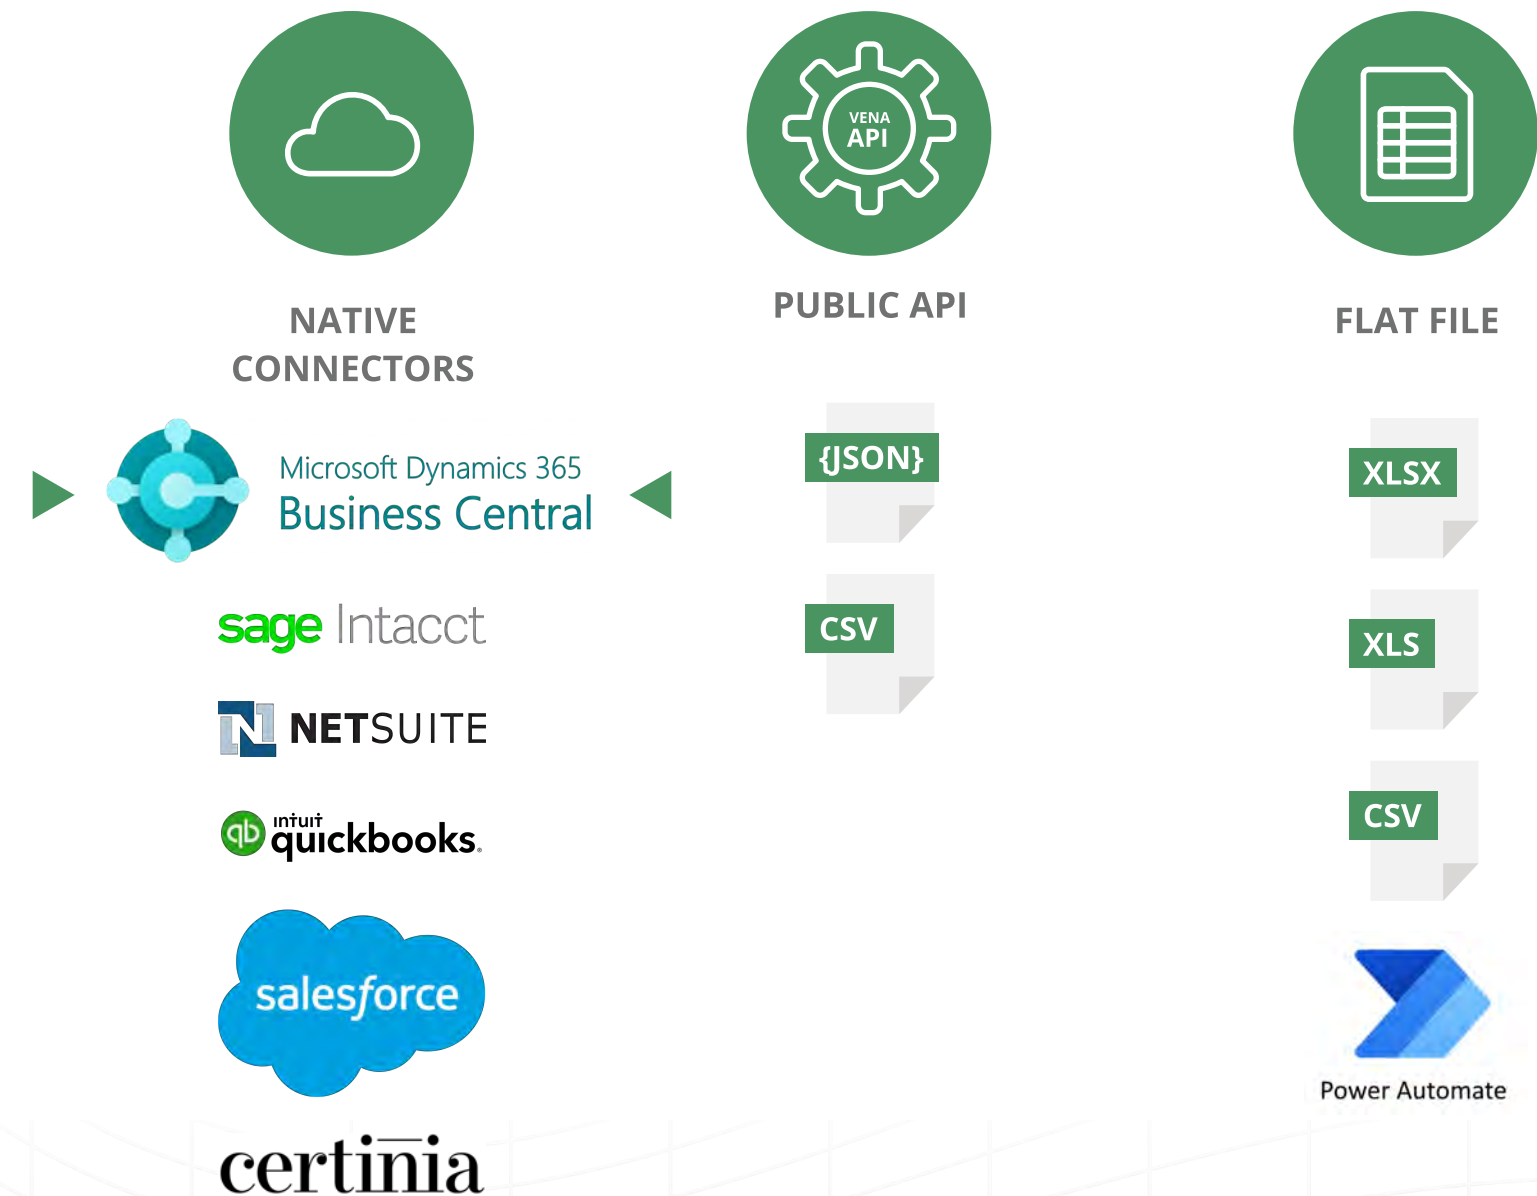 VENA
API
NATIVE
CONNECTORS
Microsoft Dynamics 365
Business Central
sage Intacct
NETSUITE
qb
intuit
quickbooks.
salesforce
certinia
PUBLIC API
{JSON}
CSV
FLAT FILE
XLSX
XLS
CSV
Power Automate